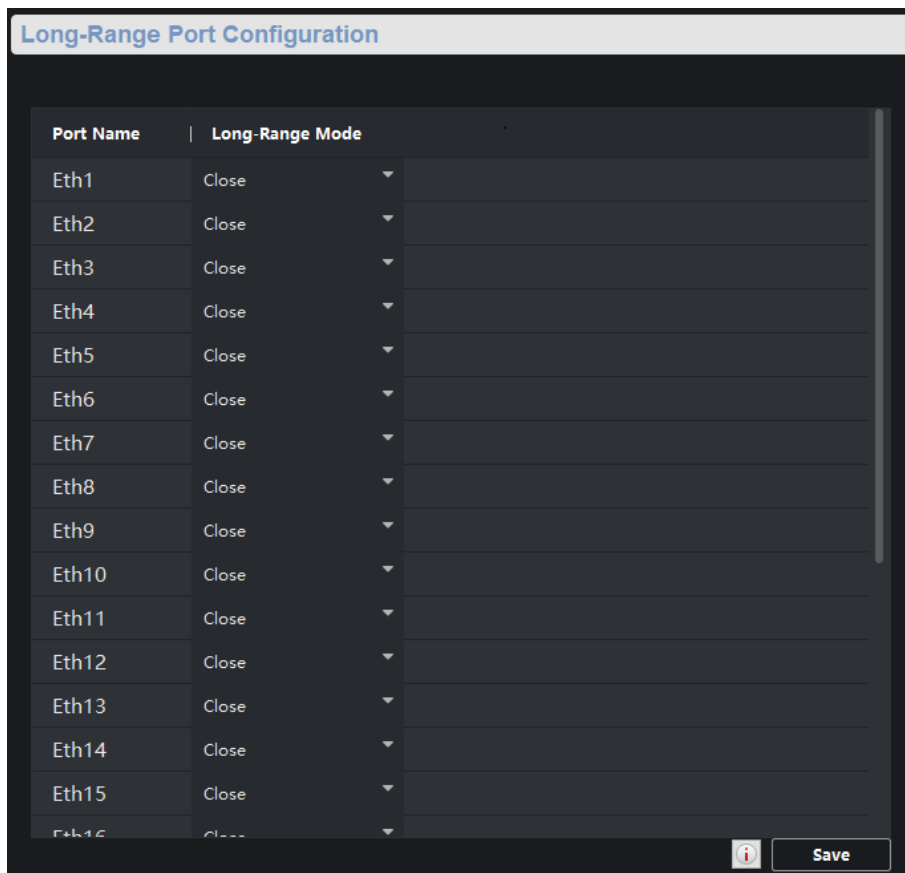 Long-Range Port Configuration
Port Name | Long-Range Mode
Eth1 Close
Eth2 Close
Eth3 Close
Eth4 Close
Eth5 Close
Eth6 Close
Eth7 Close
Eth8 Close
Eth9 Close
Eth10 Close
Eth11 Close
Eth12 Close
Eth13 Close
Eth14 Close
Eth15 Close
Eth16 Close
i Save